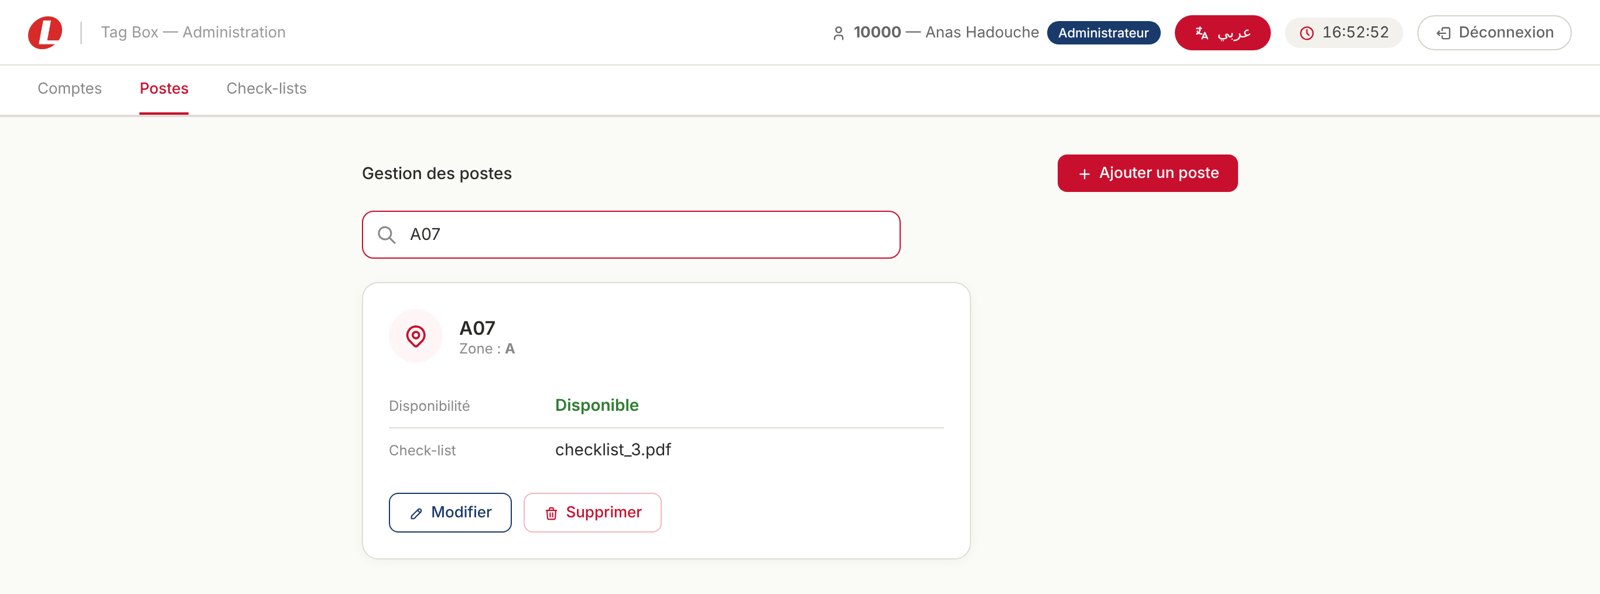 L
Tag Box — Administration
10000 — Anas Hadouche
Administrateur
عربي
16:52:52
Déconnexion
Comptes
Postes
Check-lists
Gestion des postes
+ Ajouter un poste
A07
A07
Zone : A
Disponibilité
Disponible
Check-list
checklist_3.pdf
Modifier
Supprimer